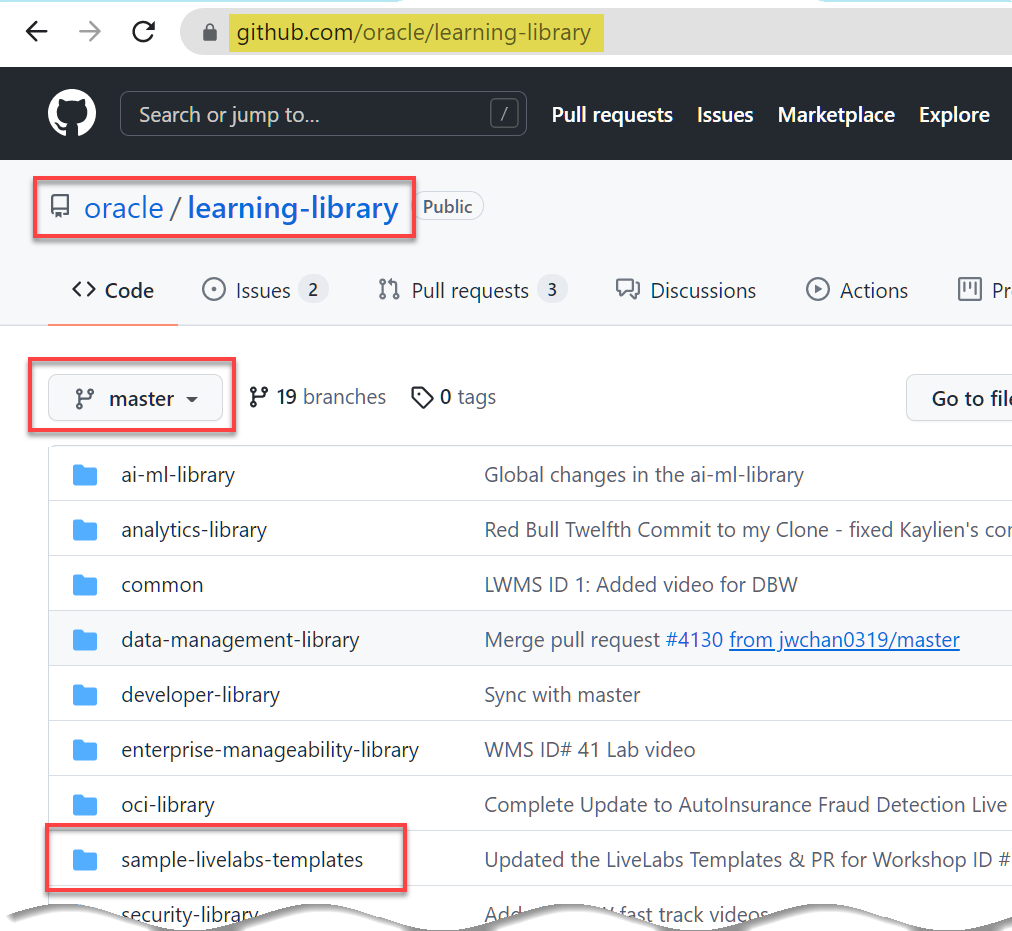 github.com/oracle/learning-library
Search or jump to... /
Pull requests Issues Marketplace Explore
oracle / learning-library Public
Code Issues 2 Pull requests 3 Discussions Actions
master 19 branches 0 tags Go to
ai-ml-library Global changes in the ai-ml-library
analytics-library Red Bull Twelfth Commit to my Clone - fixed Kaylien's
common LWMS ID 1: Added video for DBW
data-management-library Merge pull request #4130 from jwchan0319/master
developer-library Sync with master
enterprise-manageability-library WMS ID# 41 Lab video
oci-library Complete Update to AutoInsurance Fraud Detection Live
sample-livelabs-templates Updated the LiveLabs Templates & PR for Workshop ID #
security-library fast track videos